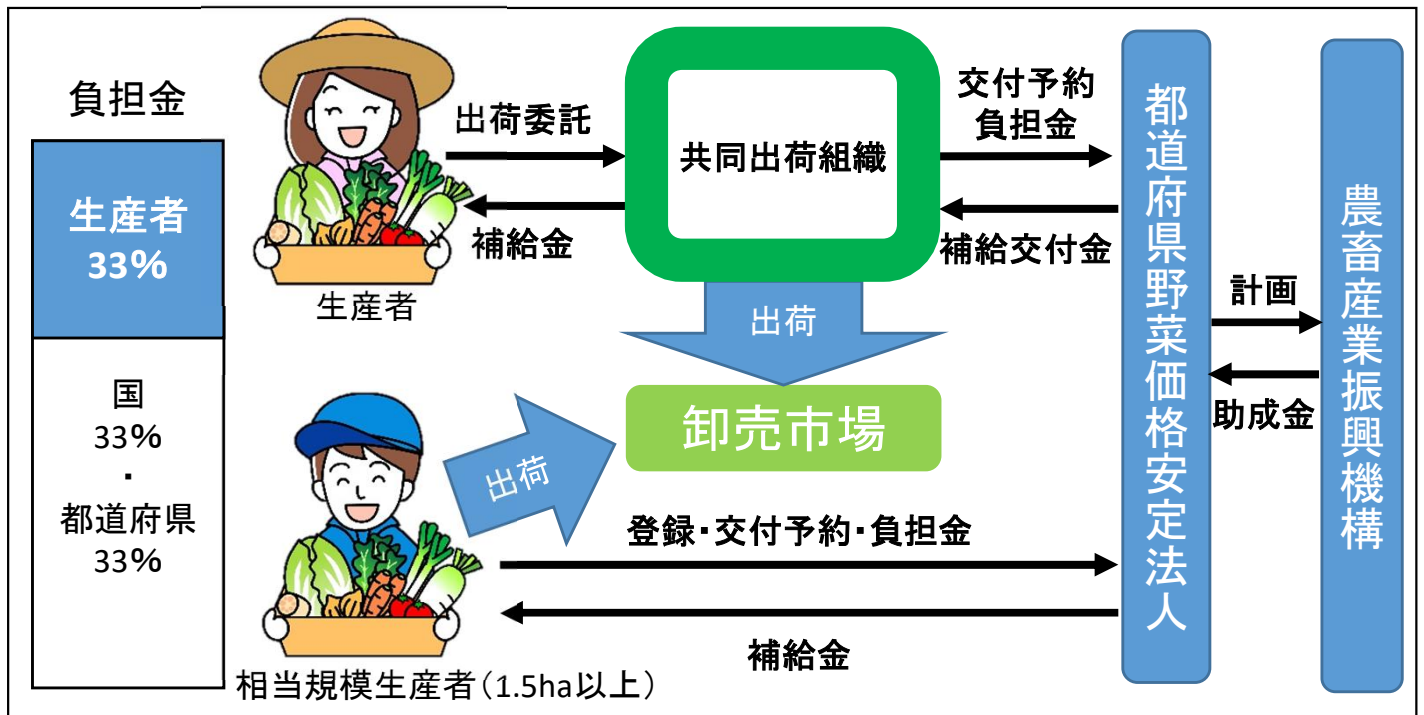 負担金
生産者
33%
国
33%
・
都道府県
33%
生産者
出荷委託
補給金
共同出荷組織
交付予約
負担金
補給交付金
出荷
卸売市場
出荷
登録・交付予約・負担金
補給金
相当規模生産者（1.5ha以上）
都道府県野菜価格安定法人
計画
助成金
農畜産業振興機構